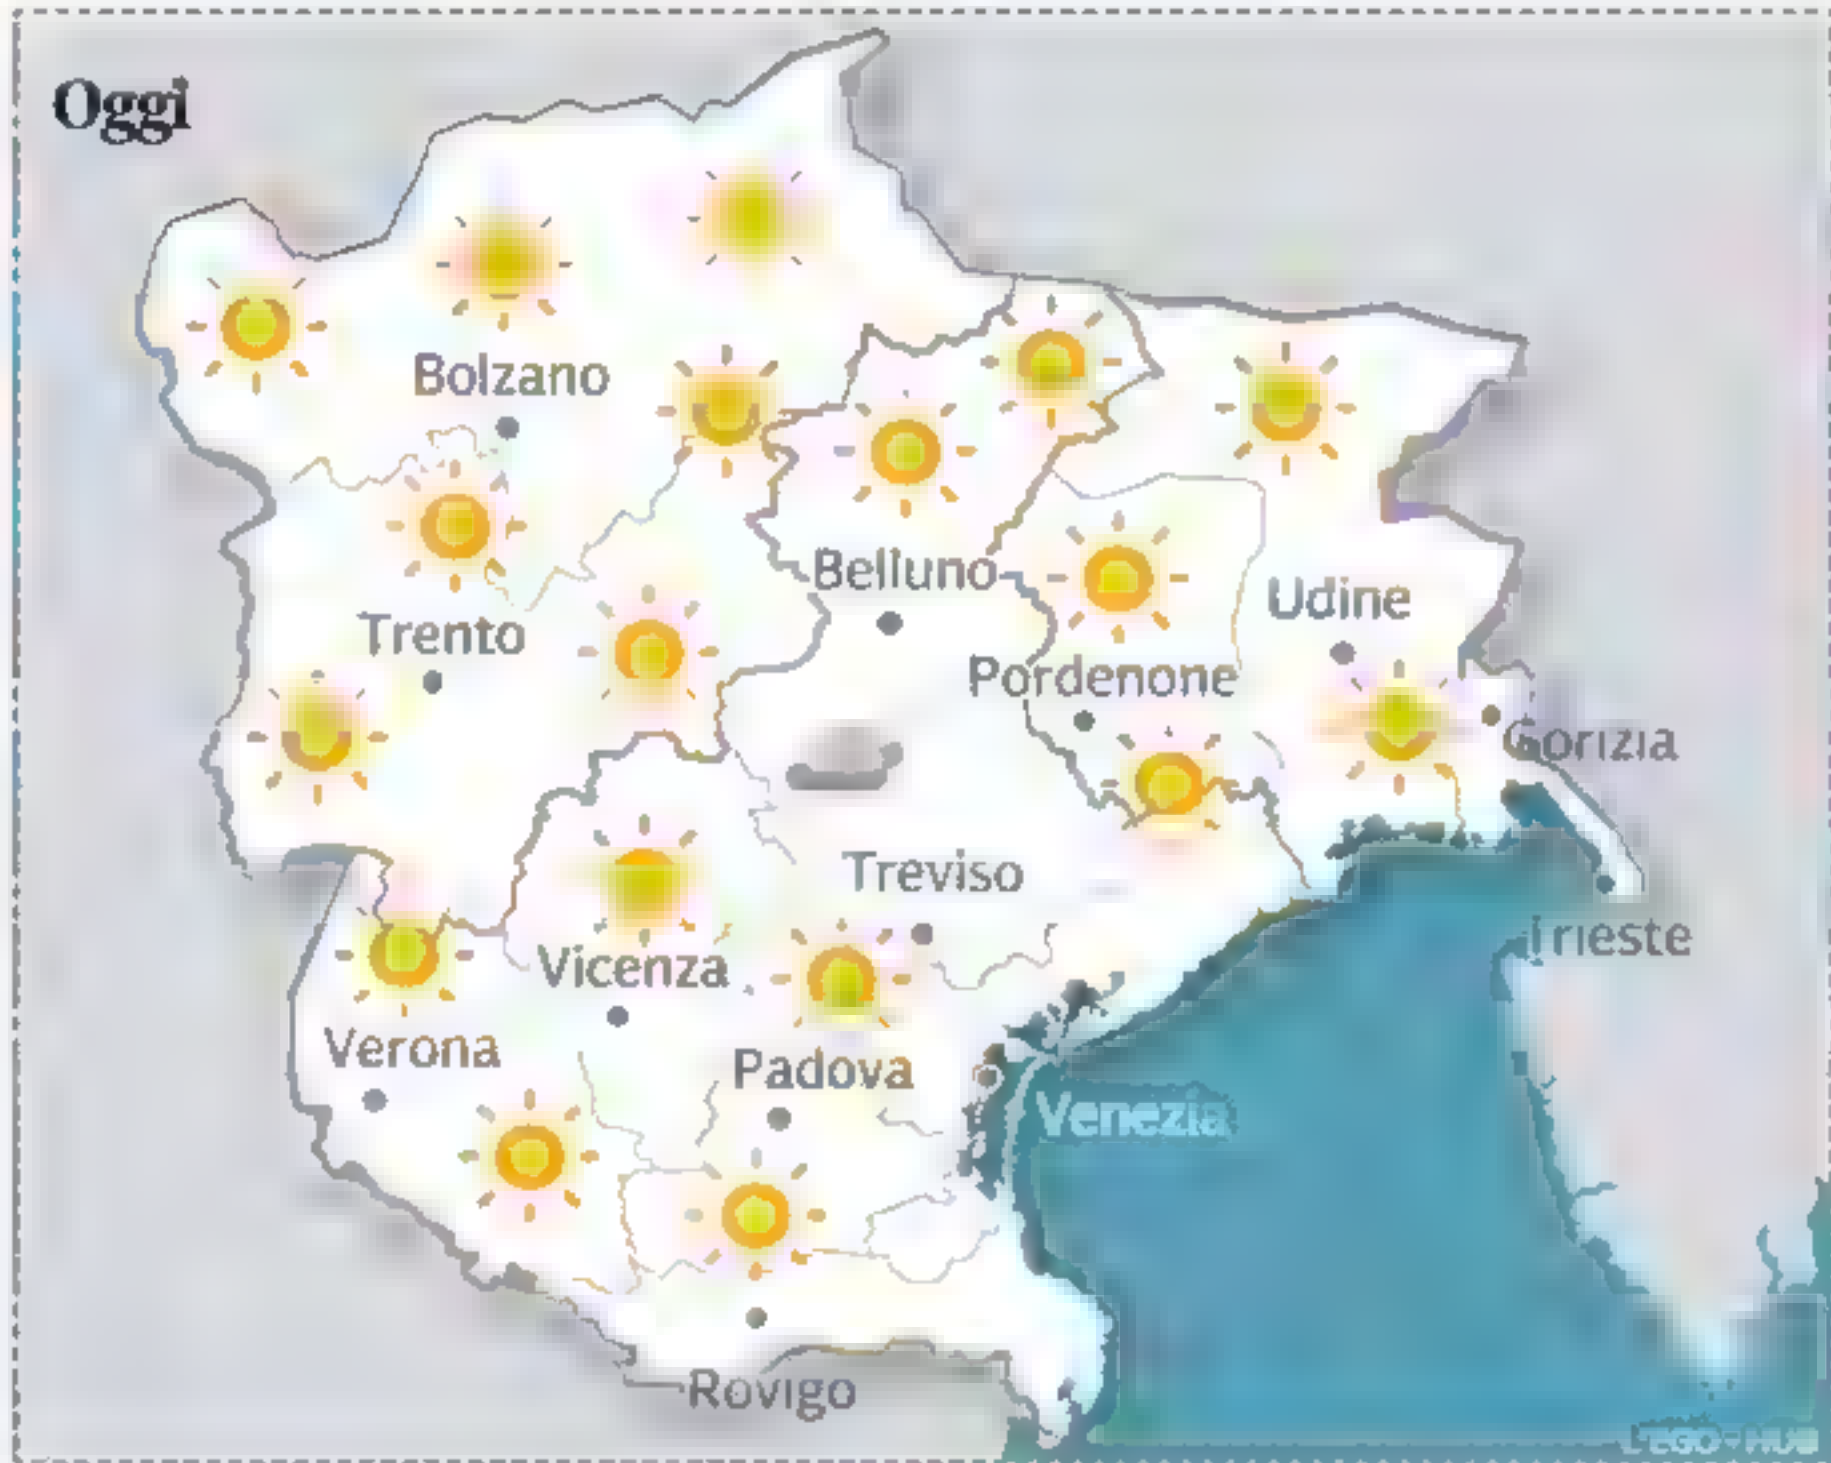 Oggi
Bolzano
Belluno
Trento
Udine
Pordenone
Gorizia
Treviso
Trieste
Vicenza
Verona
Padova
Venezia
Rovigo